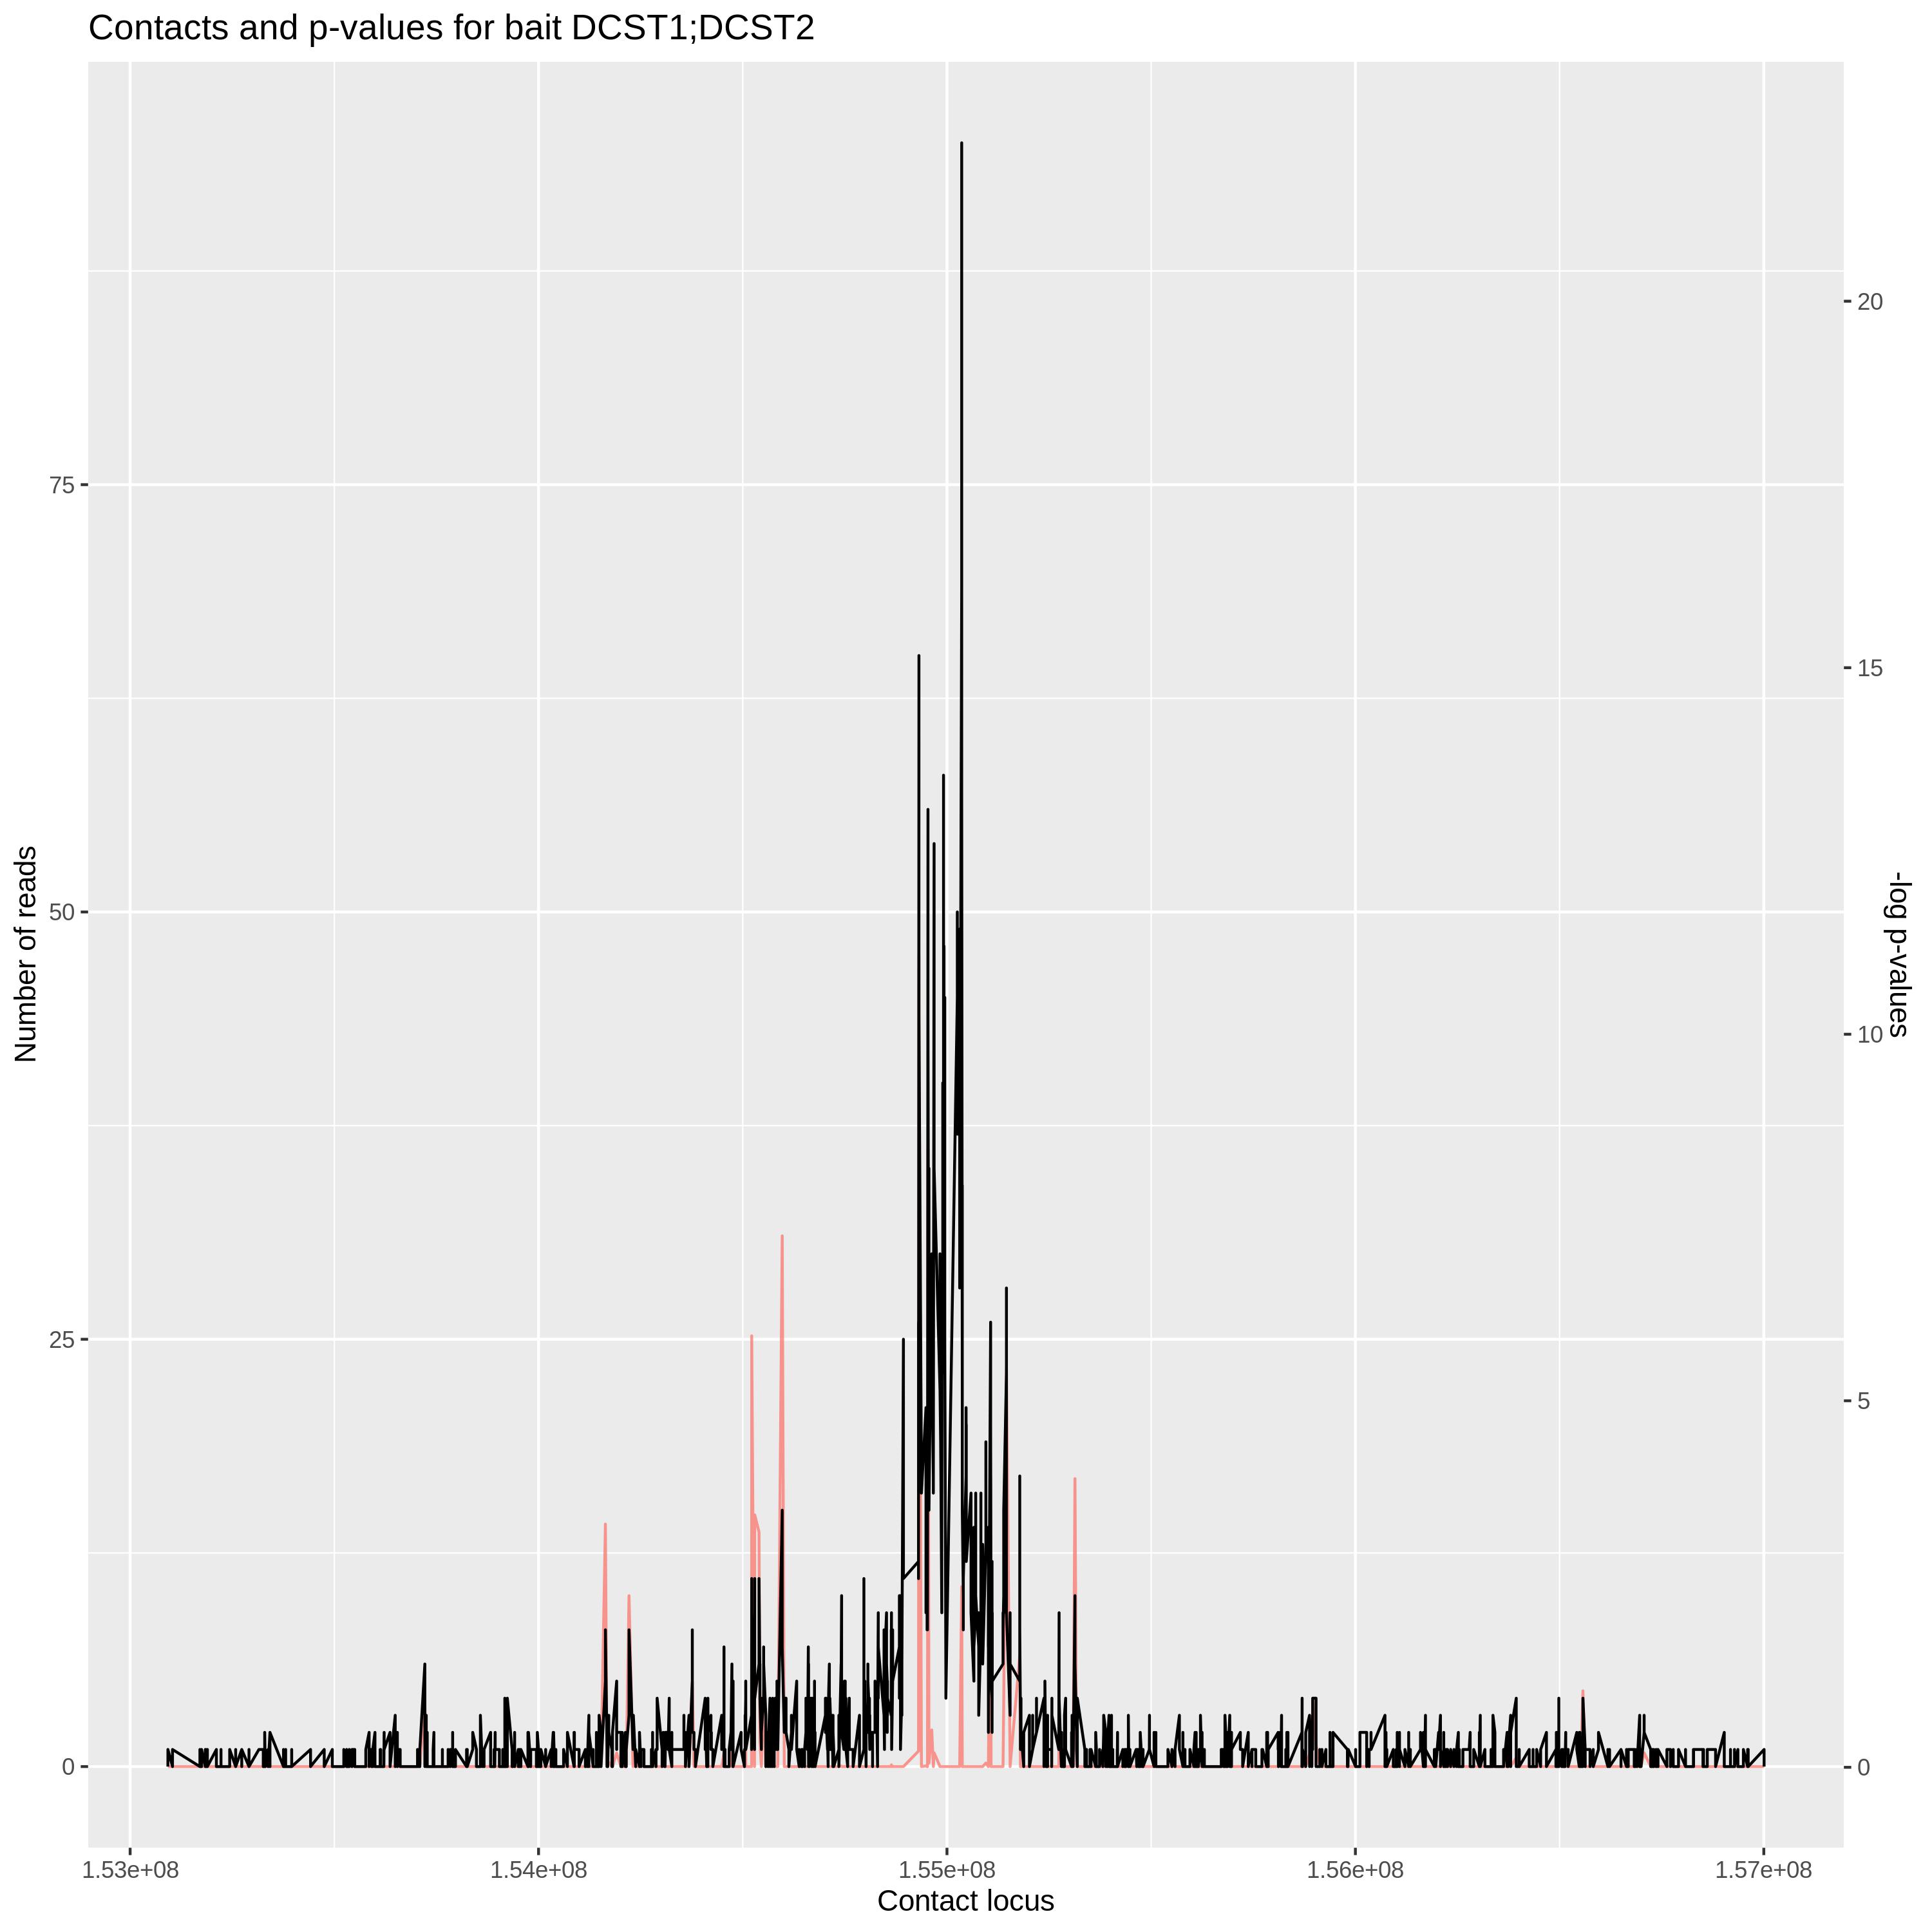 Contacts and p-values for bait DCST1;DCST2
Number of reads
75
50
25
0
20
15
10
5
0
-log p-values
1.53e+08
1.54e+08
1.55e+08
1.56e+08
1.57e+08
Contact locus